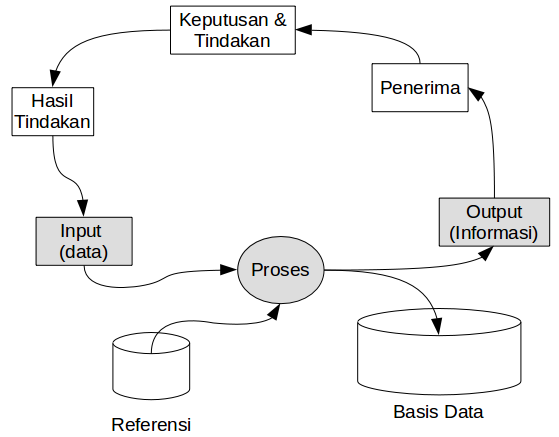 Keputusan &
Tindakan
Penerima
Hasil
Tindakan
Input
(data)
Output
(Informasi)
Proses
Referensi
Basis Data